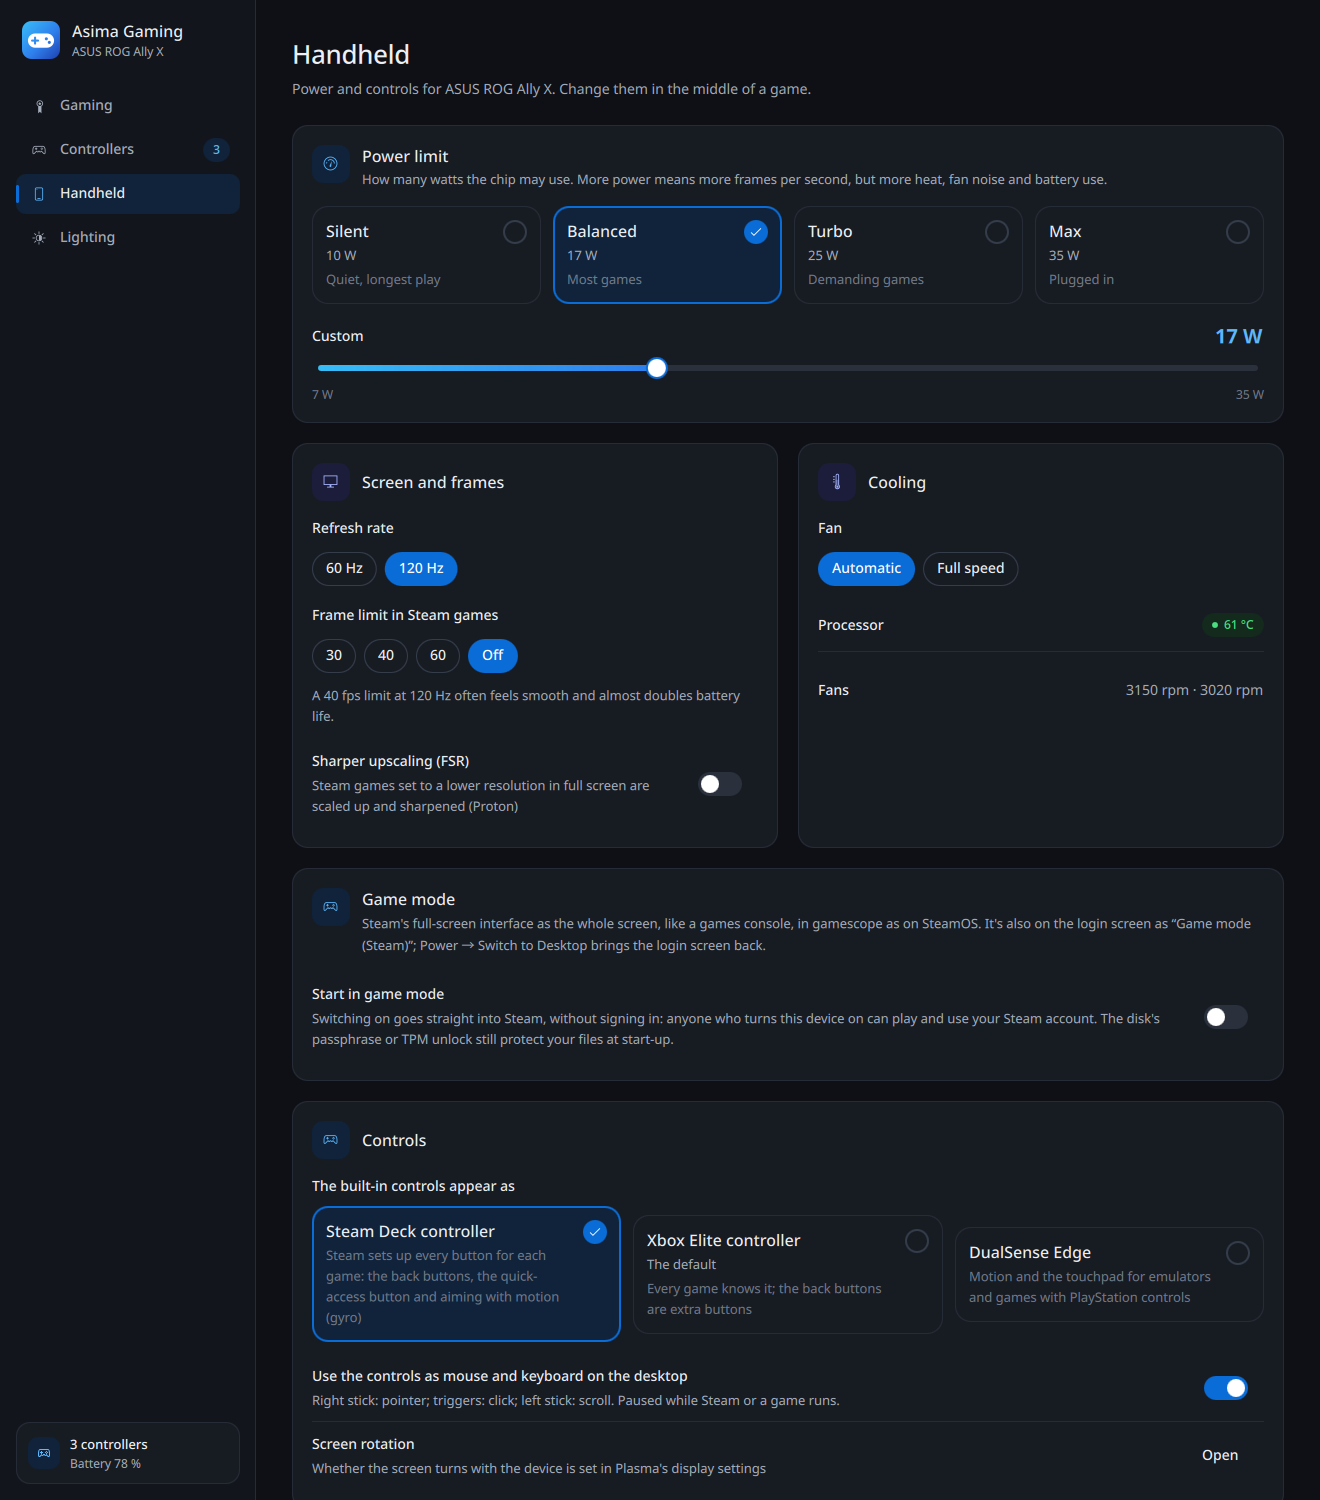 Asima Gaming
ASUS ROG Ally X
Gaming
Controllers
3
Handheld
Lighting
Handheld
Power and controls for ASUS ROG Ally X. Change them in the middle of a game.
Power limit
How many watts the chip may use. More power means more frames per second, but more heat, fan noise and battery use.
Silent
10 W
Quiet, longest play
Balanced
17 W
Most games
Turbo
25 W
Demanding games
Max
35 W
Plugged in
Custom
17 W
7 W
35 W
Screen and frames
Refresh rate
60 Hz
120 Hz
Frame limit in Steam games
30
40
60
Off
A 40 fps limit at 120 Hz often feels smooth and almost doubles battery
life.
Sharper upscaling (FSR)
Steam games set to a lower resolution in full screen are
scaled up and sharpened (Proton)
Cooling
Fan
Automatic
Full speed
Processor
61 °C
Fans
3150 rpm · 3020 rpm
Game mode
Steam's full-screen interface as the whole screen, like a games console, in gamescope as on SteamOS. It's also on the login screen as “Game mode
(Steam)”; Power → Switch to Desktop brings the login screen back.
Start in game mode
Switching on goes straight into Steam, without signing in: anyone who turns this device on can play and use your Steam account. The disk's
passphrase or TPM unlock still protect your files at start-up.
Controls
The built-in controls appear as
Steam Deck controller
Steam sets up every button for each
game: the back buttons, the quick-
access button and aiming with motion
(gyro)
Xbox Elite controller
The default
Every game knows it; the back buttons
are extra buttons
DualSense Edge
Motion and the touchpad for emulators
and games with PlayStation controls
Use the controls as mouse and keyboard on the desktop
Right stick: pointer; triggers: click; left stick: scroll. Paused while Steam or a game runs.
Screen rotation
Whether the screen turns with the device is set in Plasma's display settings
Open
3 controllers
Battery 78 %